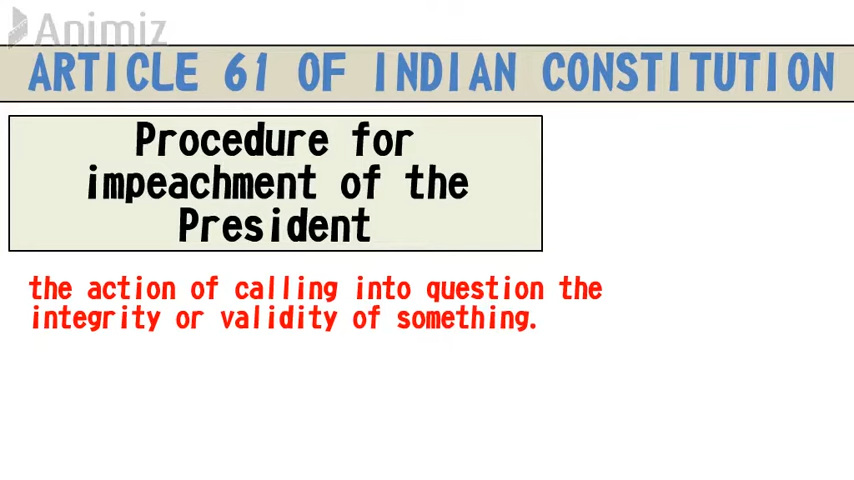 Animiz
ARTICLE 61 OF INDIAN CONSTITUTION
Procedure for
impeachment of the
President
the action of calling into question the
integrity or validity of something.